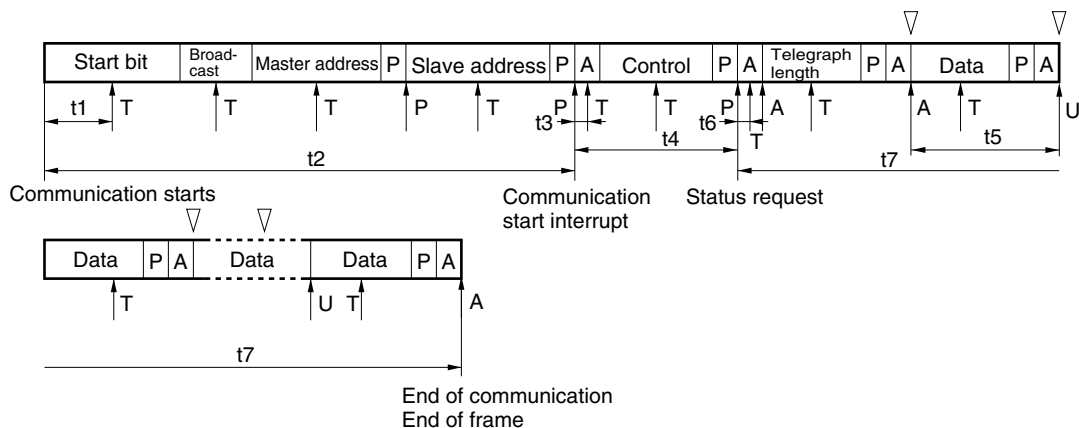 Start bit Broad-cast Master address P Slave address P A Control P A Telegraph length P A Data P A
t1 T T T P T P t3 T T P t6 T A T A T U
t2 t4 t5
t7
Communication starts Communication start interrupt Status request
Data P A Data Data P A
T U T A
t7
End of communication
End of frame